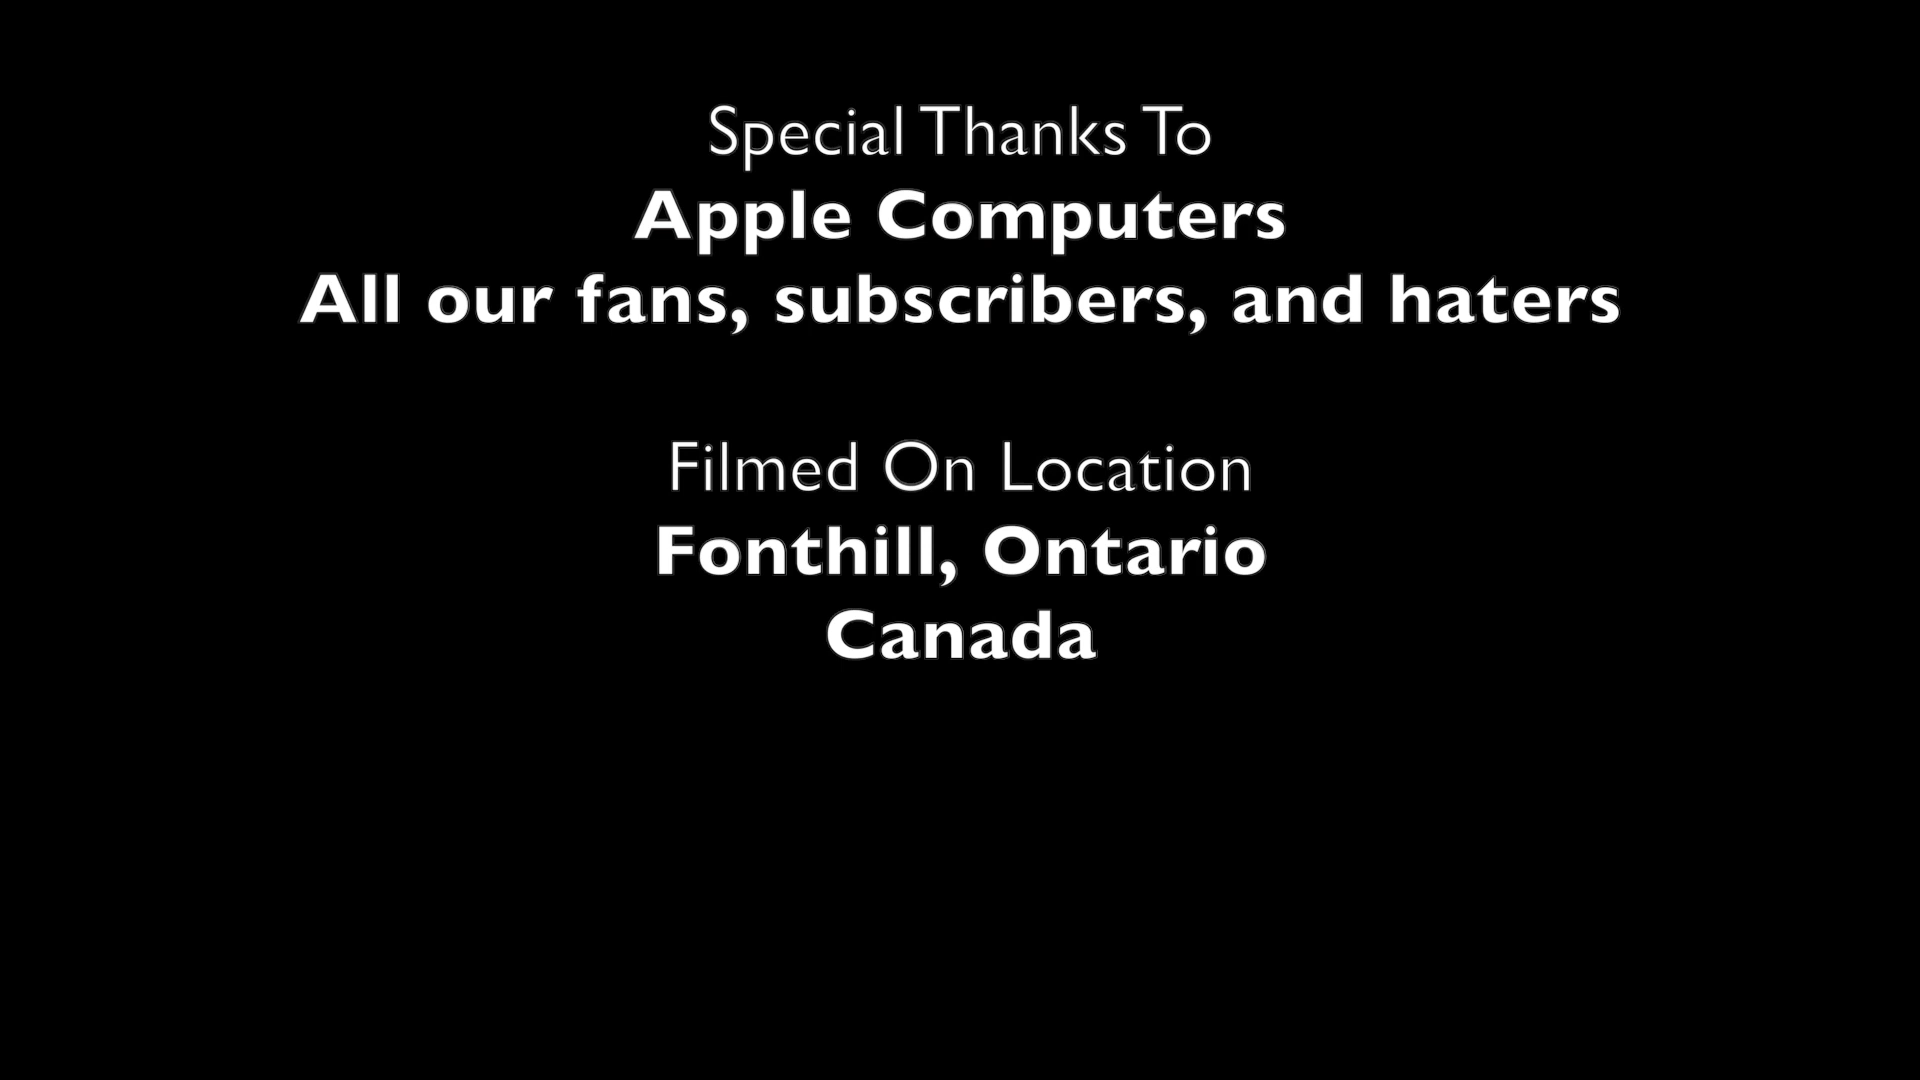 Special Thanks To
Apple Computers
All our fans, subscribers, and haters
Filmed On Location
Fonthill, Ontario
Canada